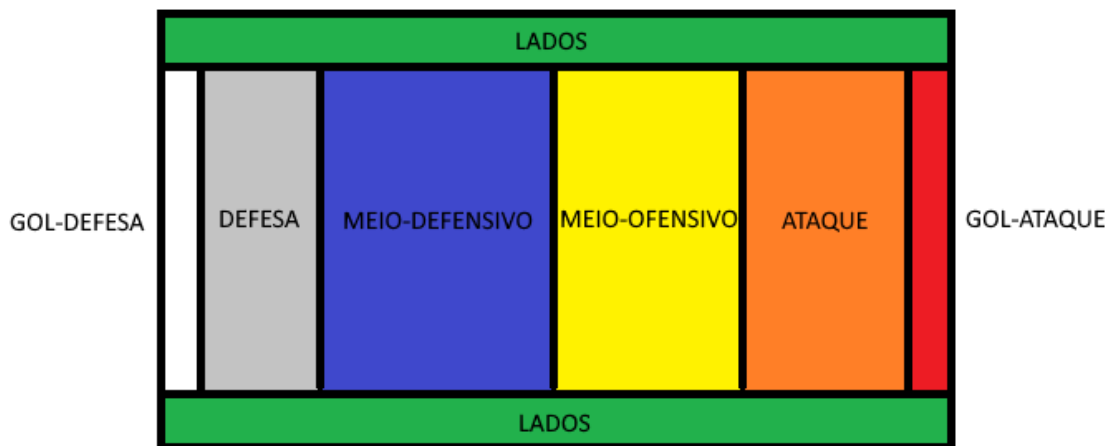 LADOS
GOL-DEFESA
DEFESA
MEIO-DEFENSIVO
MEIO-OFENSIVO
ATAQUE
GOL-ATAQUE
LADOS